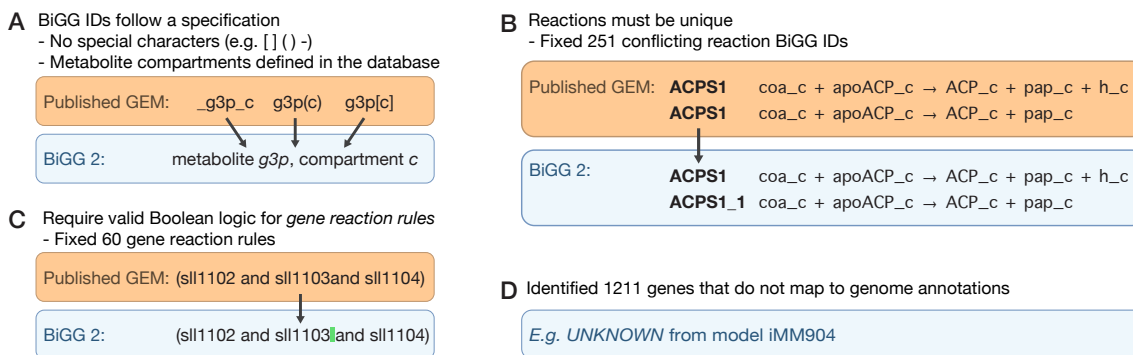 A BiGG IDs follow a specification
- No special characters (e.g. [ ] ( ) -)
- Metabolite compartments defined in the database
Published GEM: _g3p_c g3p(c) g3p[c]
BiGG 2: metabolite g3p, compartment c
B Reactions must be unique
- Fixed 251 conflicting reaction BiGG IDs
Published GEM: ACPS1 coa_c + apoACP_c → ACP_c + pap_c + h_c
ACPS1 coa_c + apoACP_c → ACP_c + pap_c
BiGG 2: ACPS1 coa_c + apoACP_c → ACP_c + pap_c + h_c
ACPS1_1 coa_c + apoACP_c → ACP_c + pap_c
C Require valid Boolean logic for gene reaction rules
- Fixed 60 gene reaction rules
Published GEM: (sll1102 and sll1103and sll1104)
BiGG 2: (sll1102 and sll1103 and sll1104)
D Identified 1211 genes that do not map to genome annotations
E.g. UNKNOWN from model iMM904